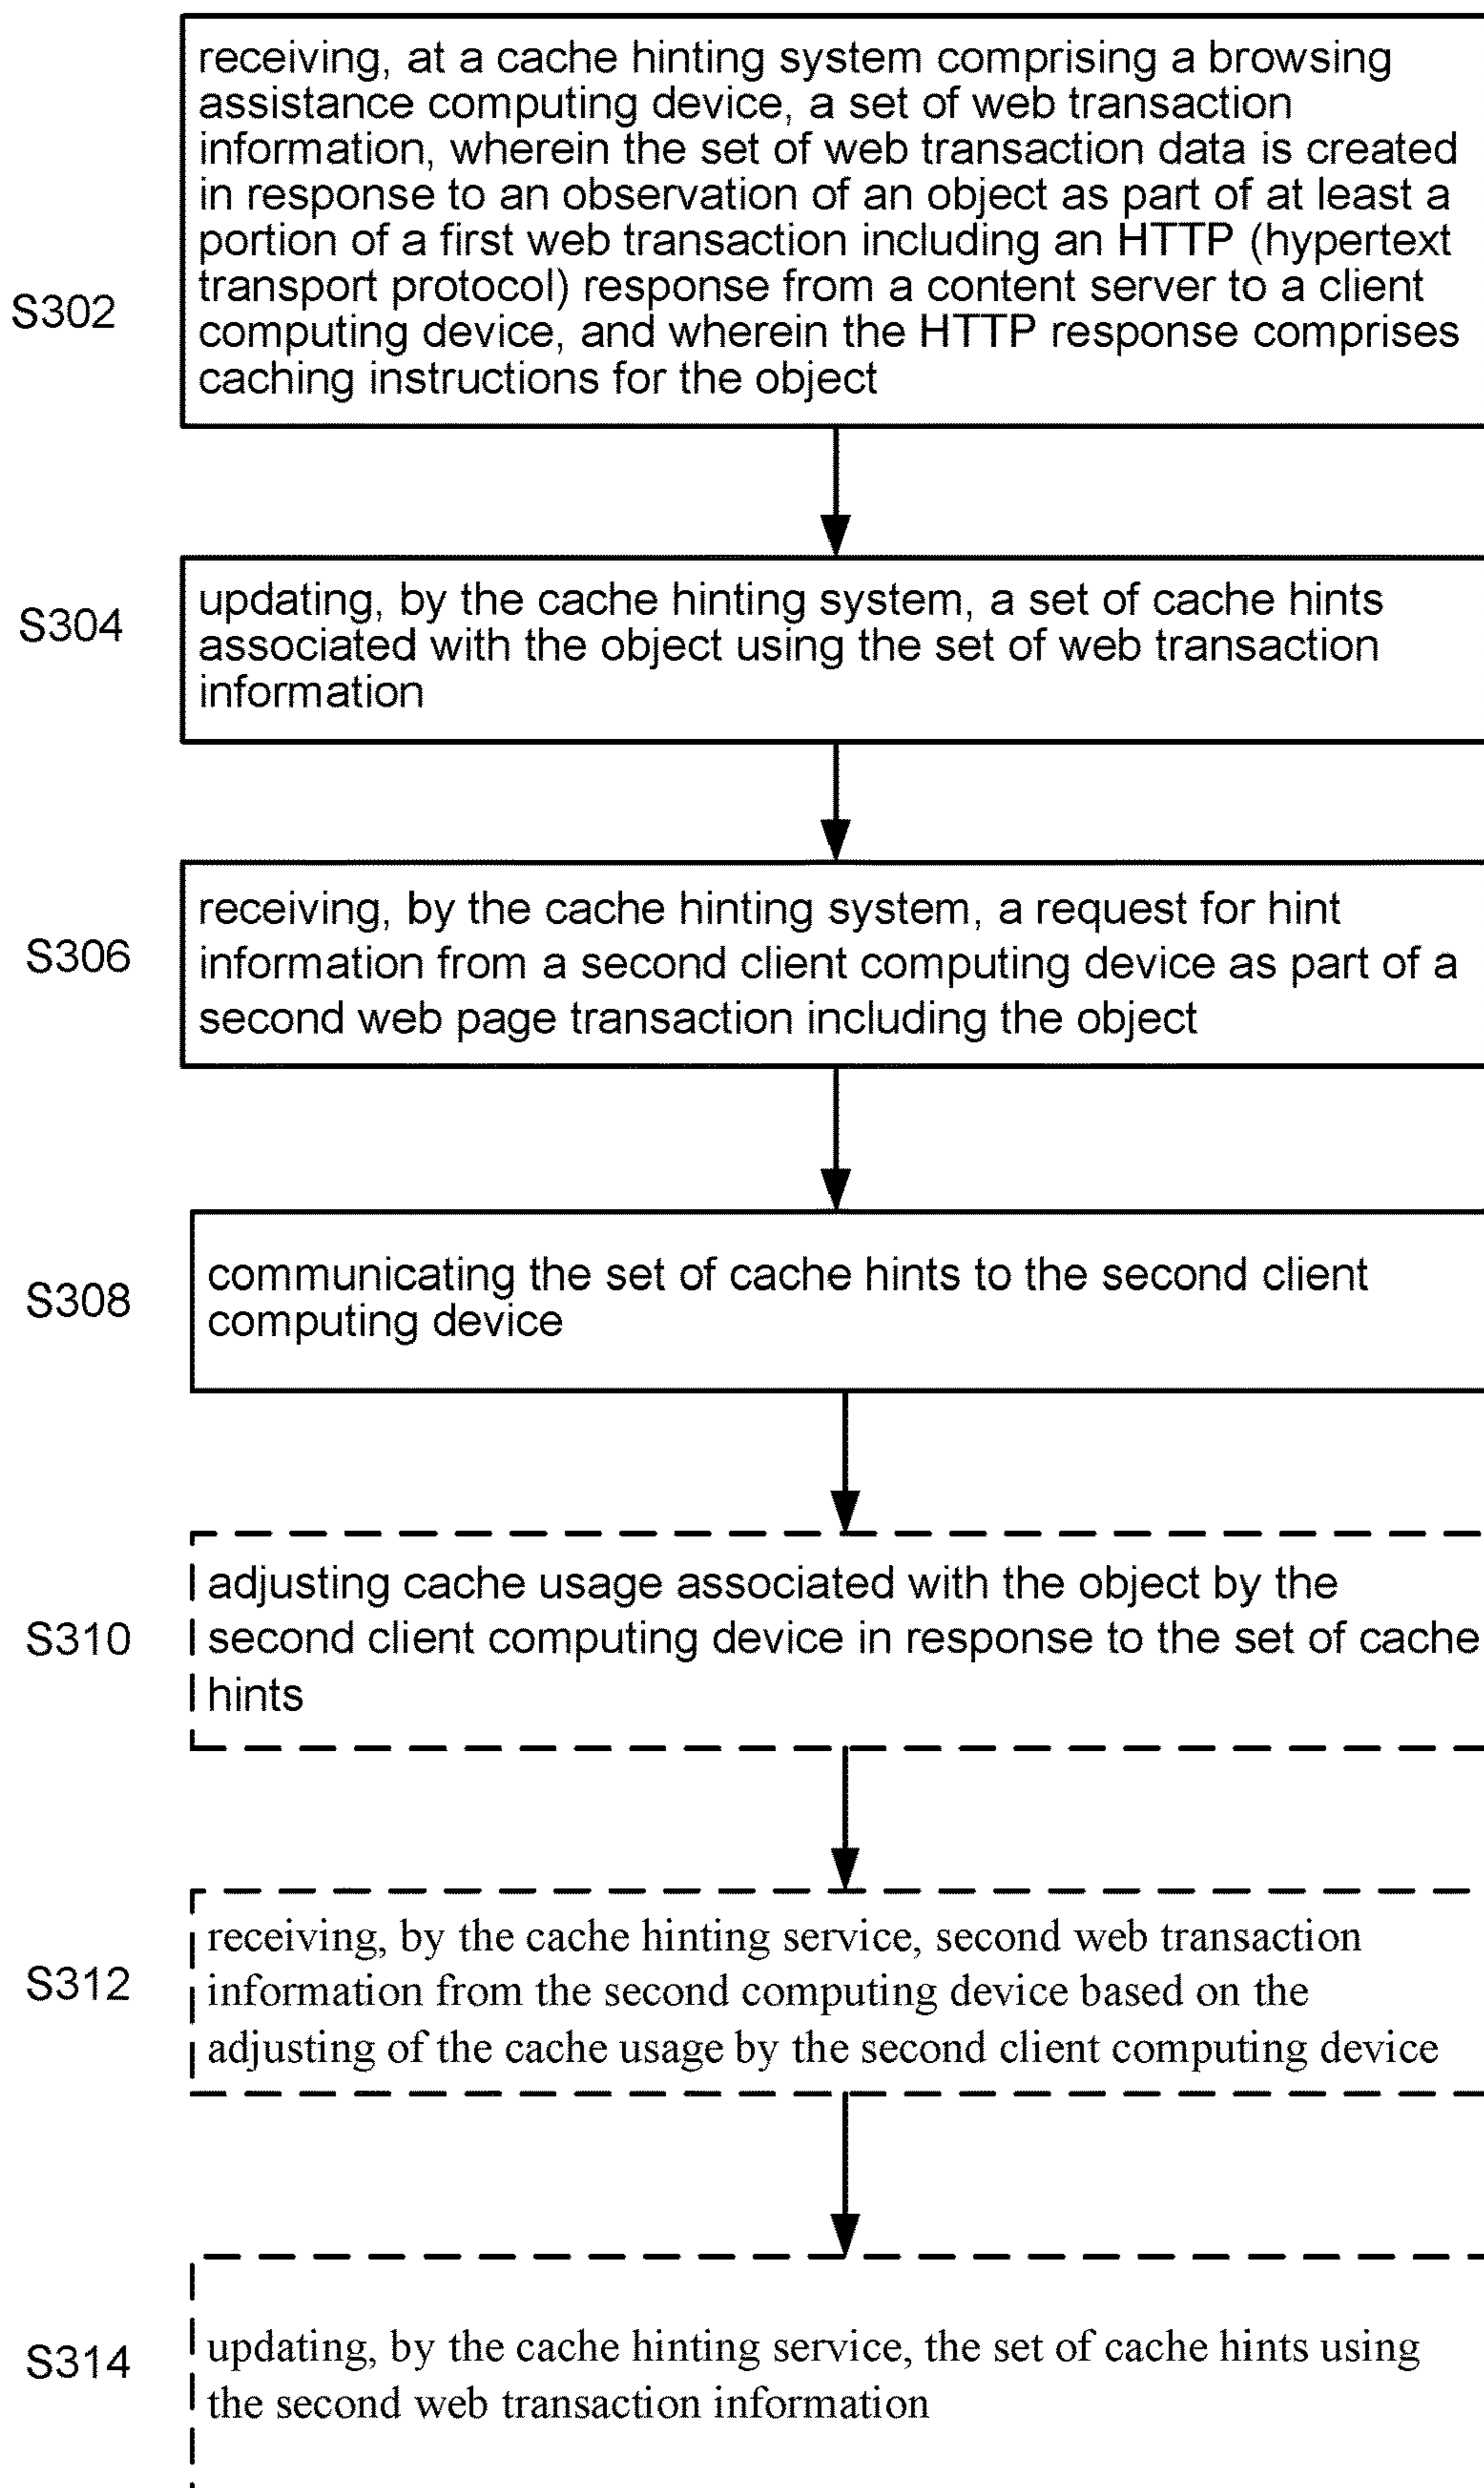 receiving, at a cache hinting system comprising a browsing
assistance computing device, a set of web transaction
information, wherein the set of web transaction data is created
in response to an observation of an object as part of at least a
portion of a first web transaction including an HTTP (hypertext
transport protocol) response from a content server to a client
computing device, and wherein the HTTP response comprises
caching instructions for the object
S302
updating, by the cache hinting system, a set of cache hints
associated with the object using the set of web transaction
information
S304
receiving, by the cache hinting system, a request for hint
information from a second client computing device as part of a
second web page transaction including the object
S306
communicating the set of cache hints to the second client
computing device
S308
adjusting cache usage associated with the object by the
second client computing device in response to the set of cache
hints
S310
receiving, by the cache hinting service, second web transaction
information from the second computing device based on the
adjusting of the cache usage by the second client computing device
S312
updating, by the cache hinting service, the set of cache hints using
the second web transaction information
S314